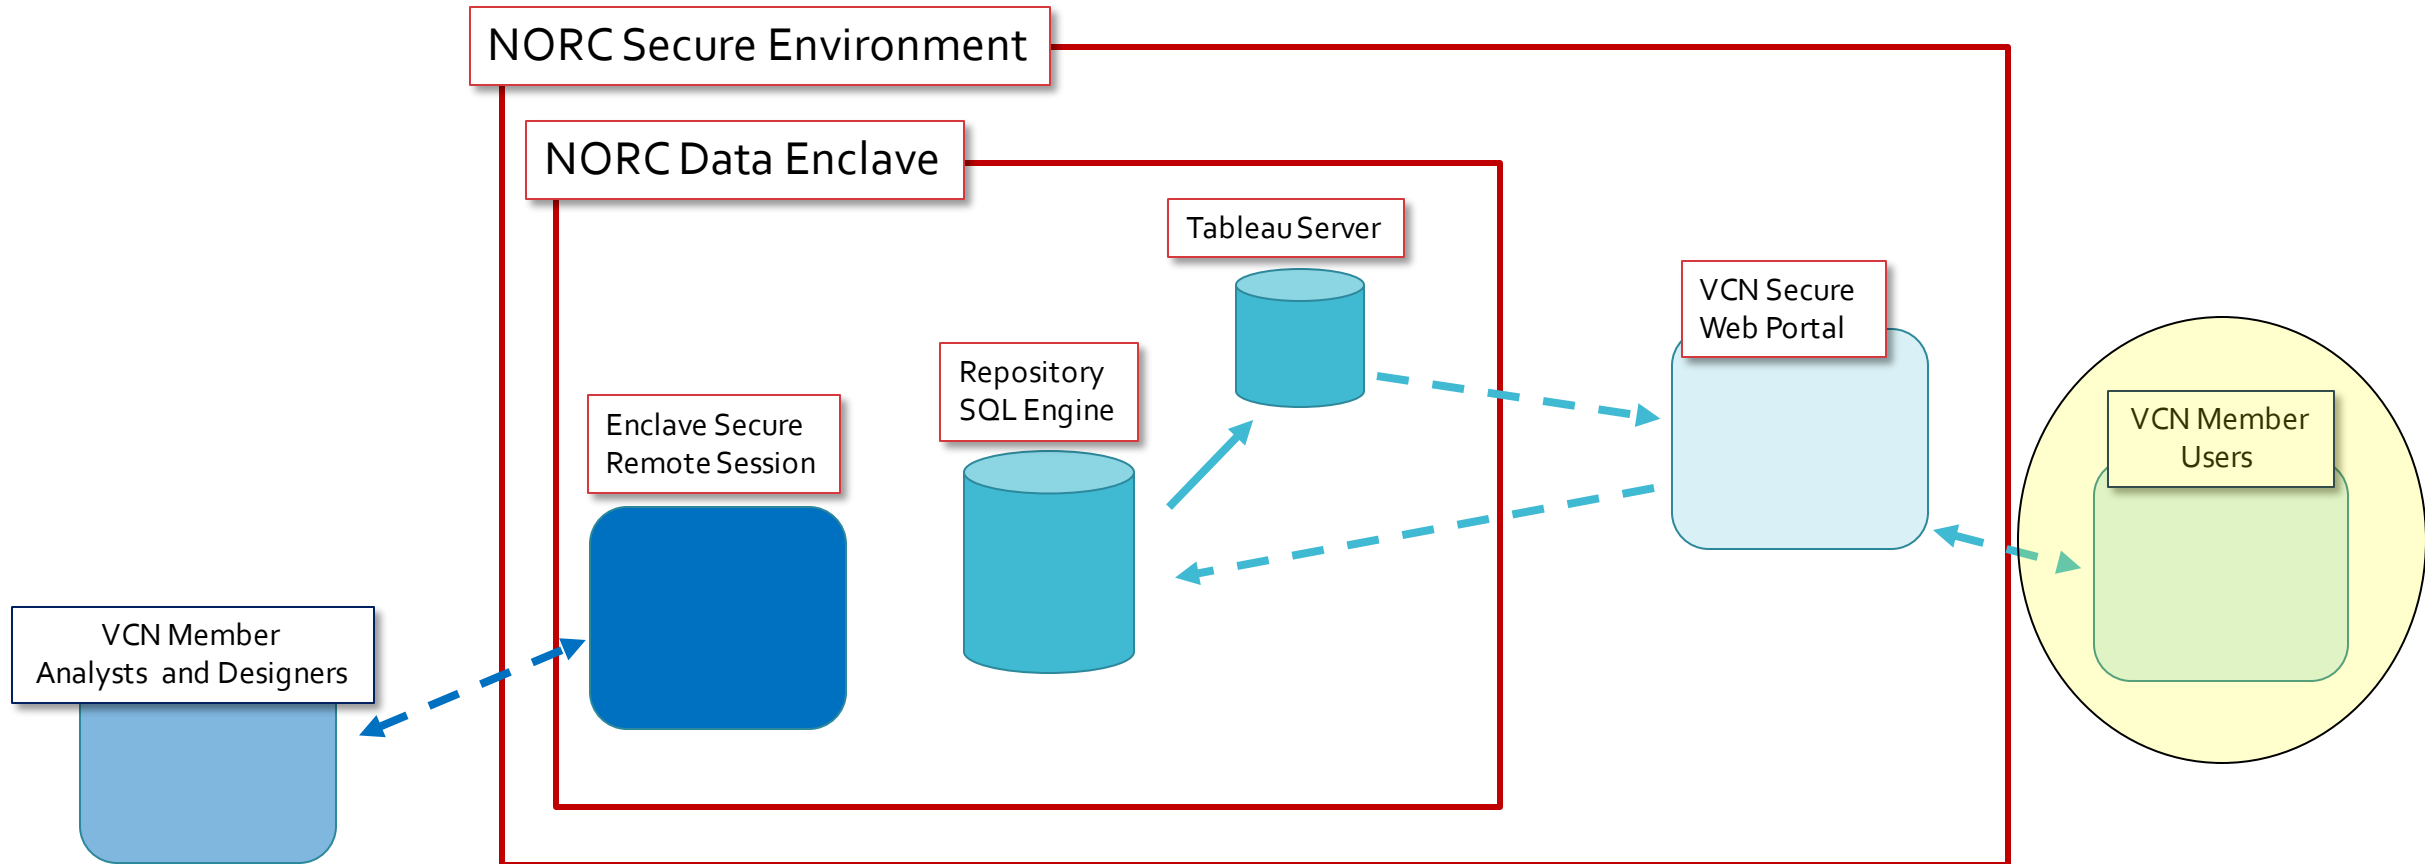 NORC Secure Environment
NORC Data Enclave
Tableau Server
VCN Secure
Web Portal
Repository
SQL Engine
Enclave Secure
Remote Session
VCN Member
Users
VCN Member
Analysts and Designers